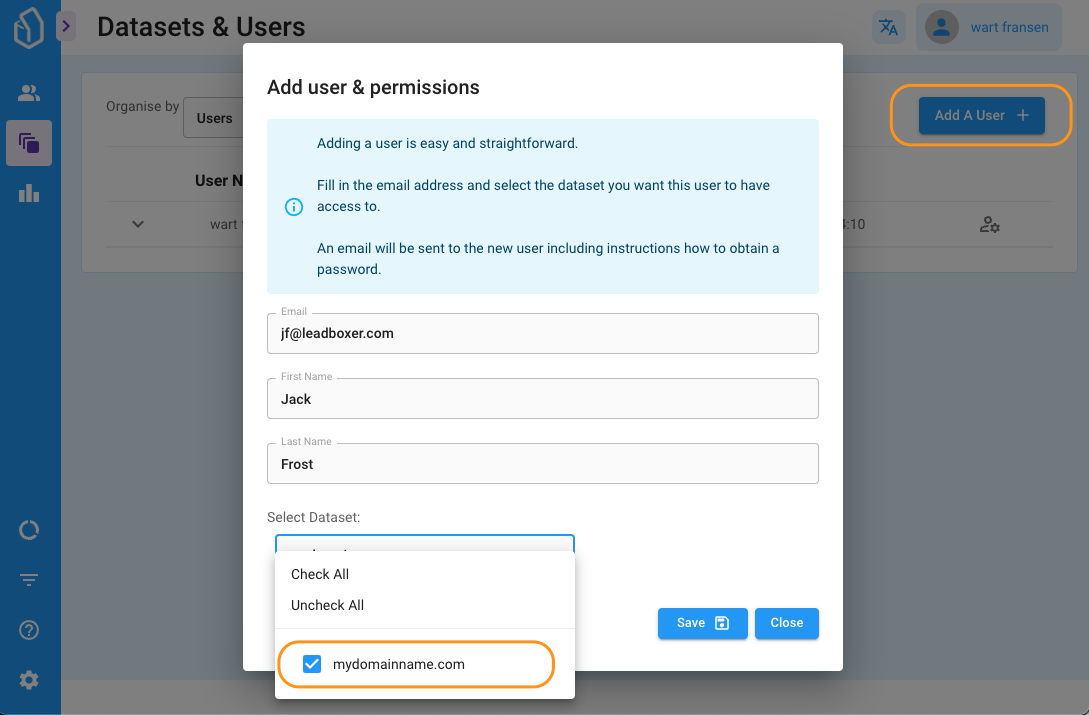 Datasets & Users
wart fransen
Organise by
Users
Add A User
User N
wart
4:10
Add user & permissions
Adding a user is easy and straightforward.
Fill in the email address and select the dataset you want this user to have
access to.
An email will be sent to the new user including instructions how to obtain a
password.
Email
jf@leadboxer.com
First Name
Jack
Last Name
Frost
Select Dataset:
Check All
Uncheck All
mydomainname.com
Save
Close